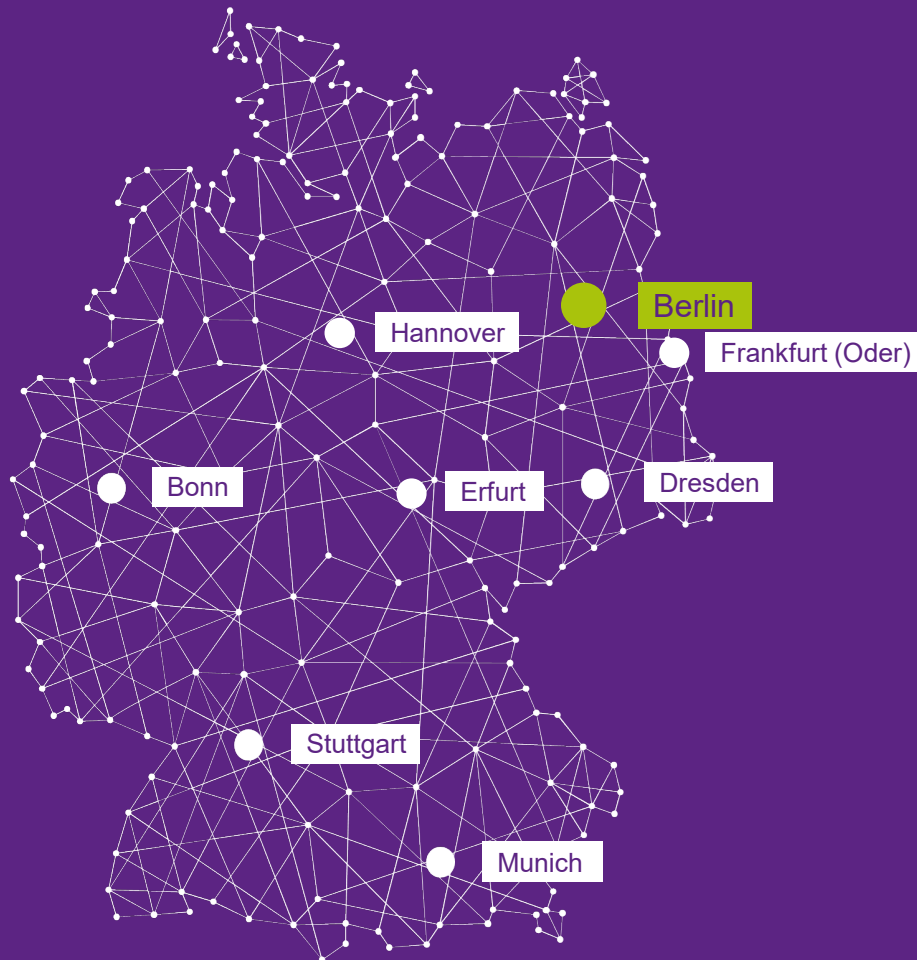 Berlin
Hannover
Frankfurt (Oder)
Bonn
Erfurt
Dresden
Stuttgart
Munich